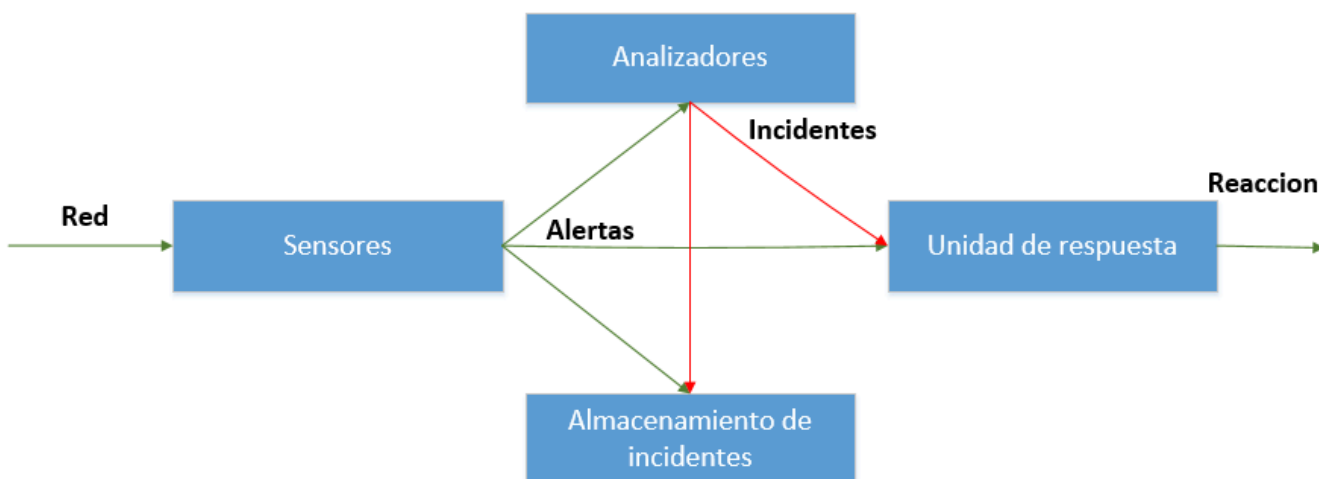 Analizadores
Incidentes
Reaccion
Red
Alertas
Sensores
Unidad de respuesta
Almacenamiento de
incidentes